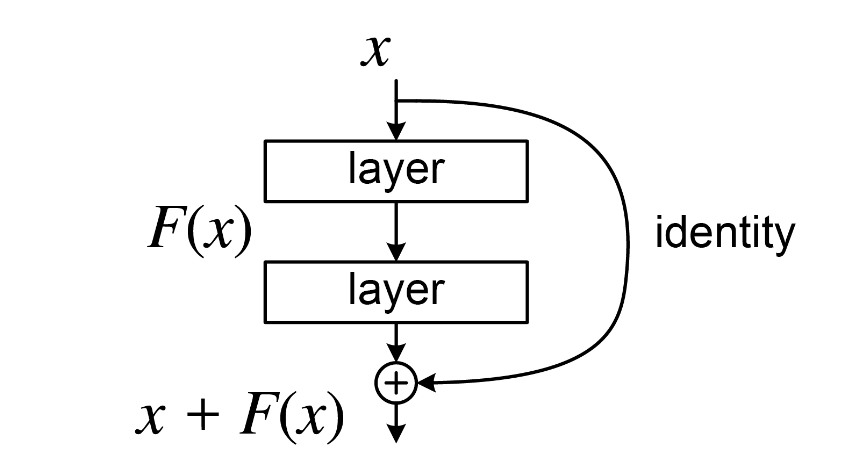 x
layer
F(x)
identity
layer
+
x + F(x)